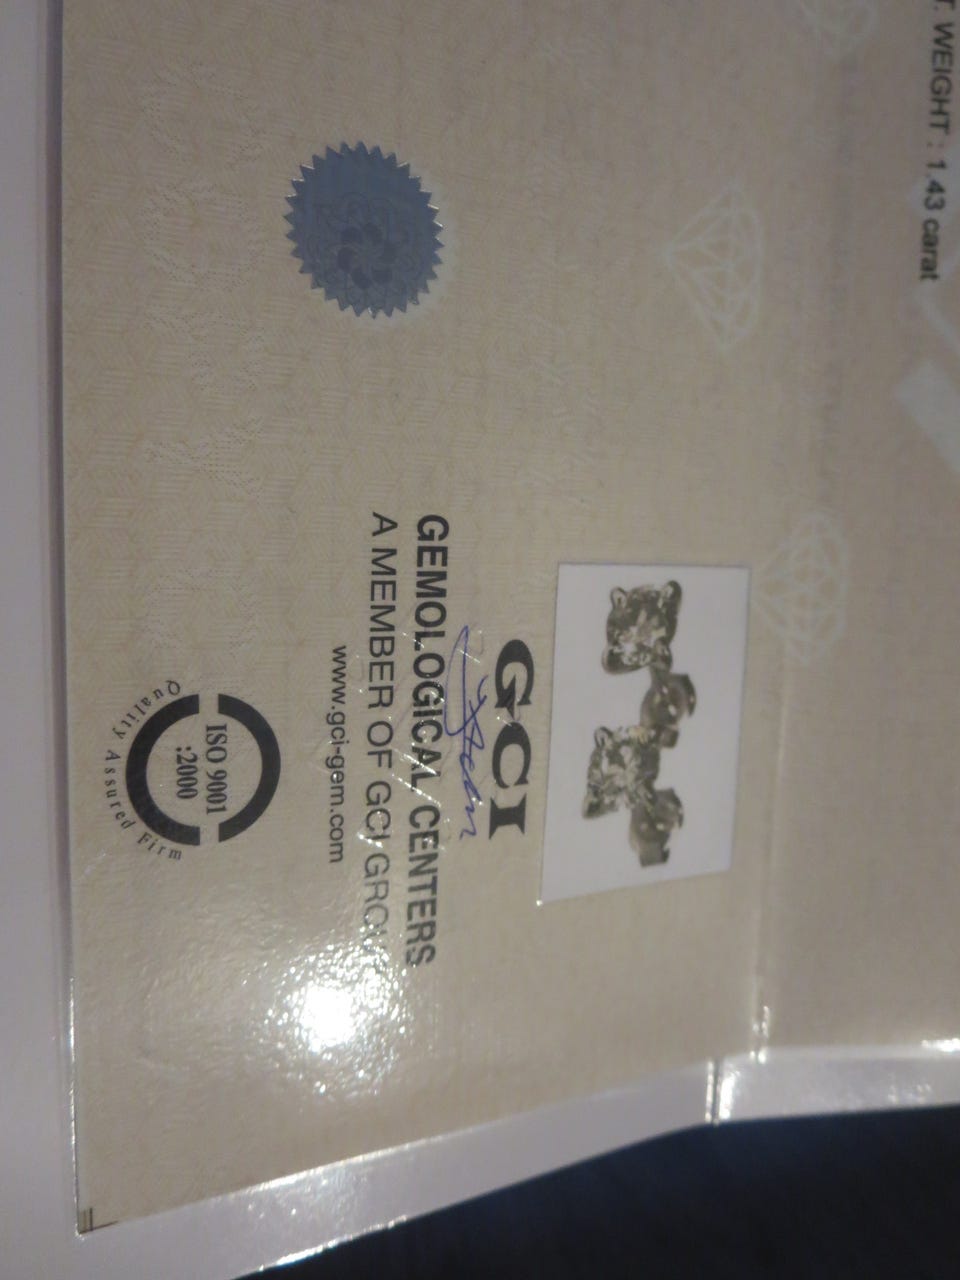 T. WEIGHT : 1.43 carat
GCI
GEMOLOGICAL CENTERS
A MEMBER OF GCI GROUP
www.gci-gem.com
ISO 9001
:2000
Quality Assured Firm